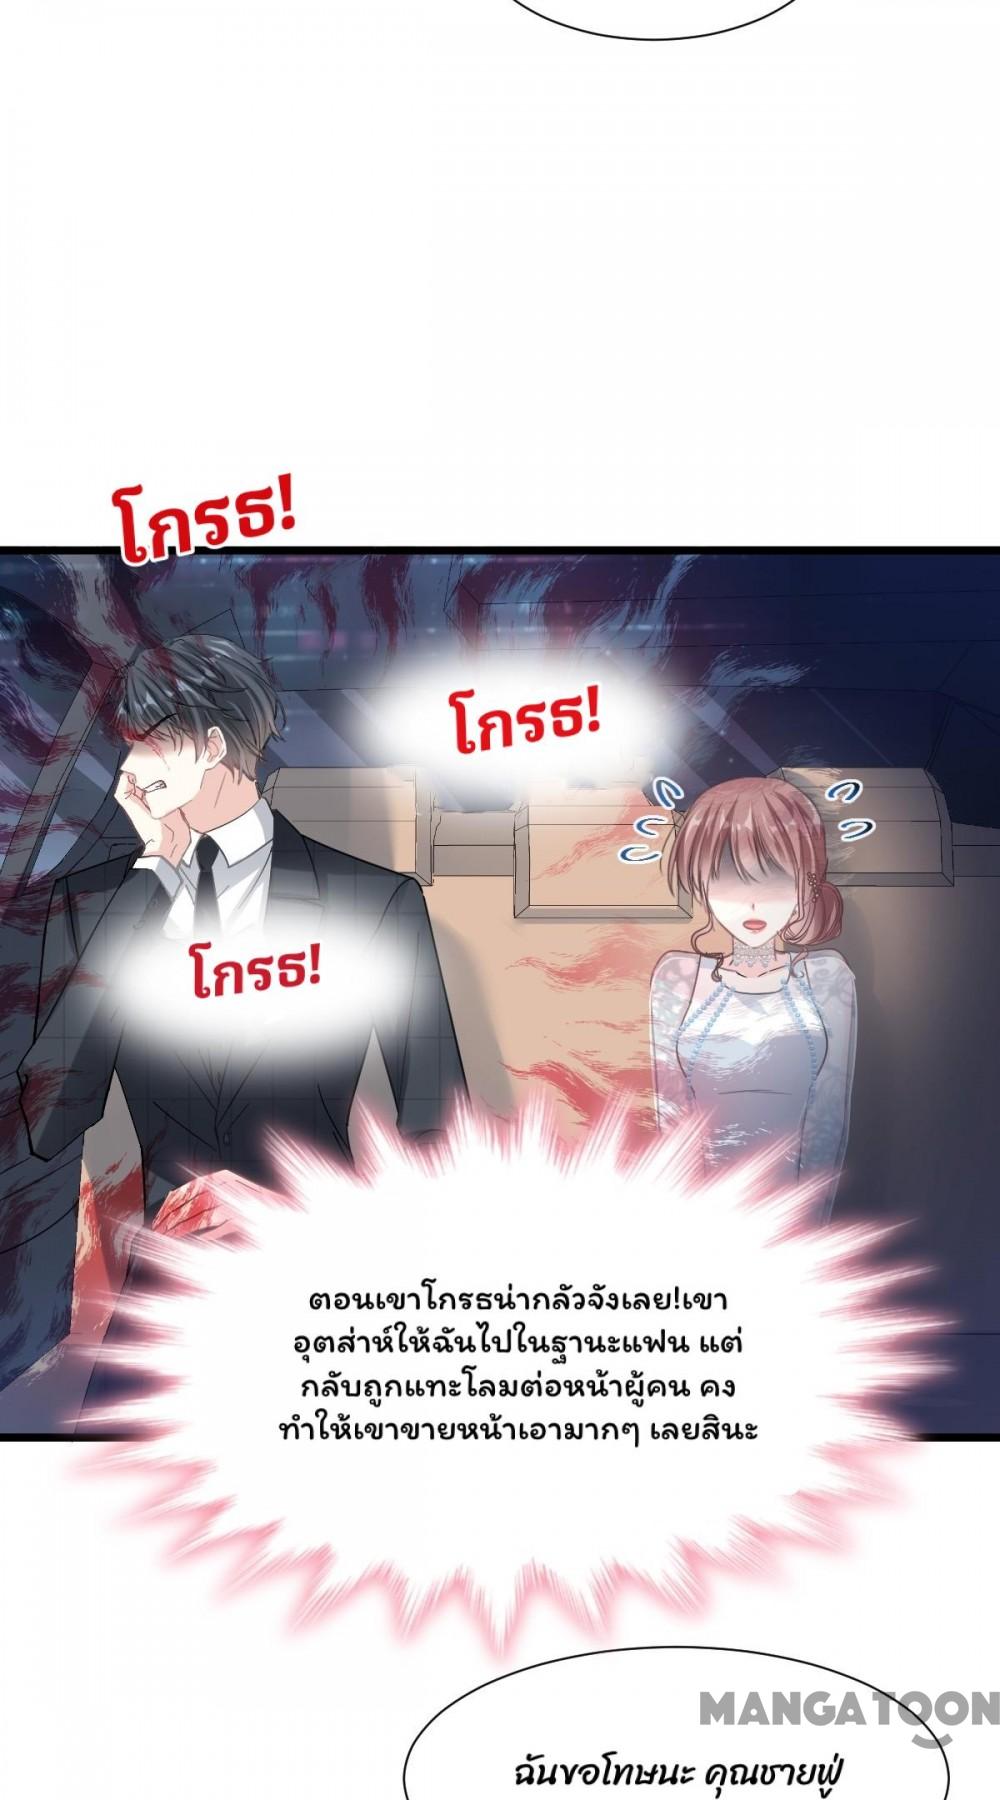 โกรธ!
โกรธ!
โกรธ!
ตอนเขาโกรธน่ากลัวจังเลย!เขา
อุตส่าห์ให้ฉันไปในฐานะแฟน แต่
กลับถูกแทะโลมต่อหน้าผู้คน คง
ทำให้เขาขายหน้าเอามากๆ เลยสินะ
MANGATOON
ฉันขอโทษนะ คุณชายฟู่